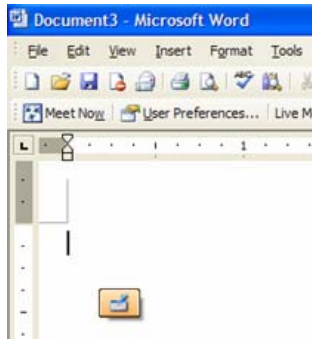 Document3 - Microsoft Word
File Edit View Insert Format Tools
Meet Now User Preferences... Live M
1